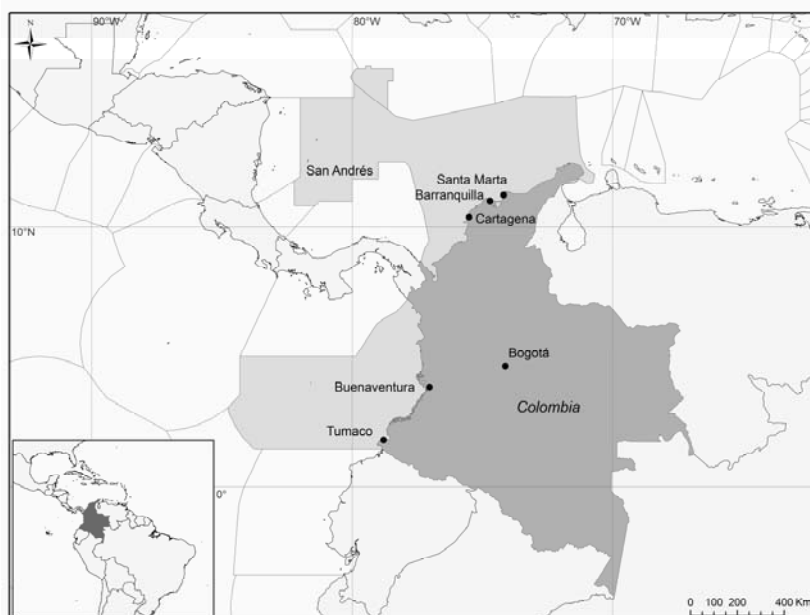 N
90°W
80°W
70°W
San Andrés
Santa Marta
Barranquilla
Cartagena
10°N
Bogotá
Buenaventura
Colombia
Tumaco
0°
0 100 200 400 Km